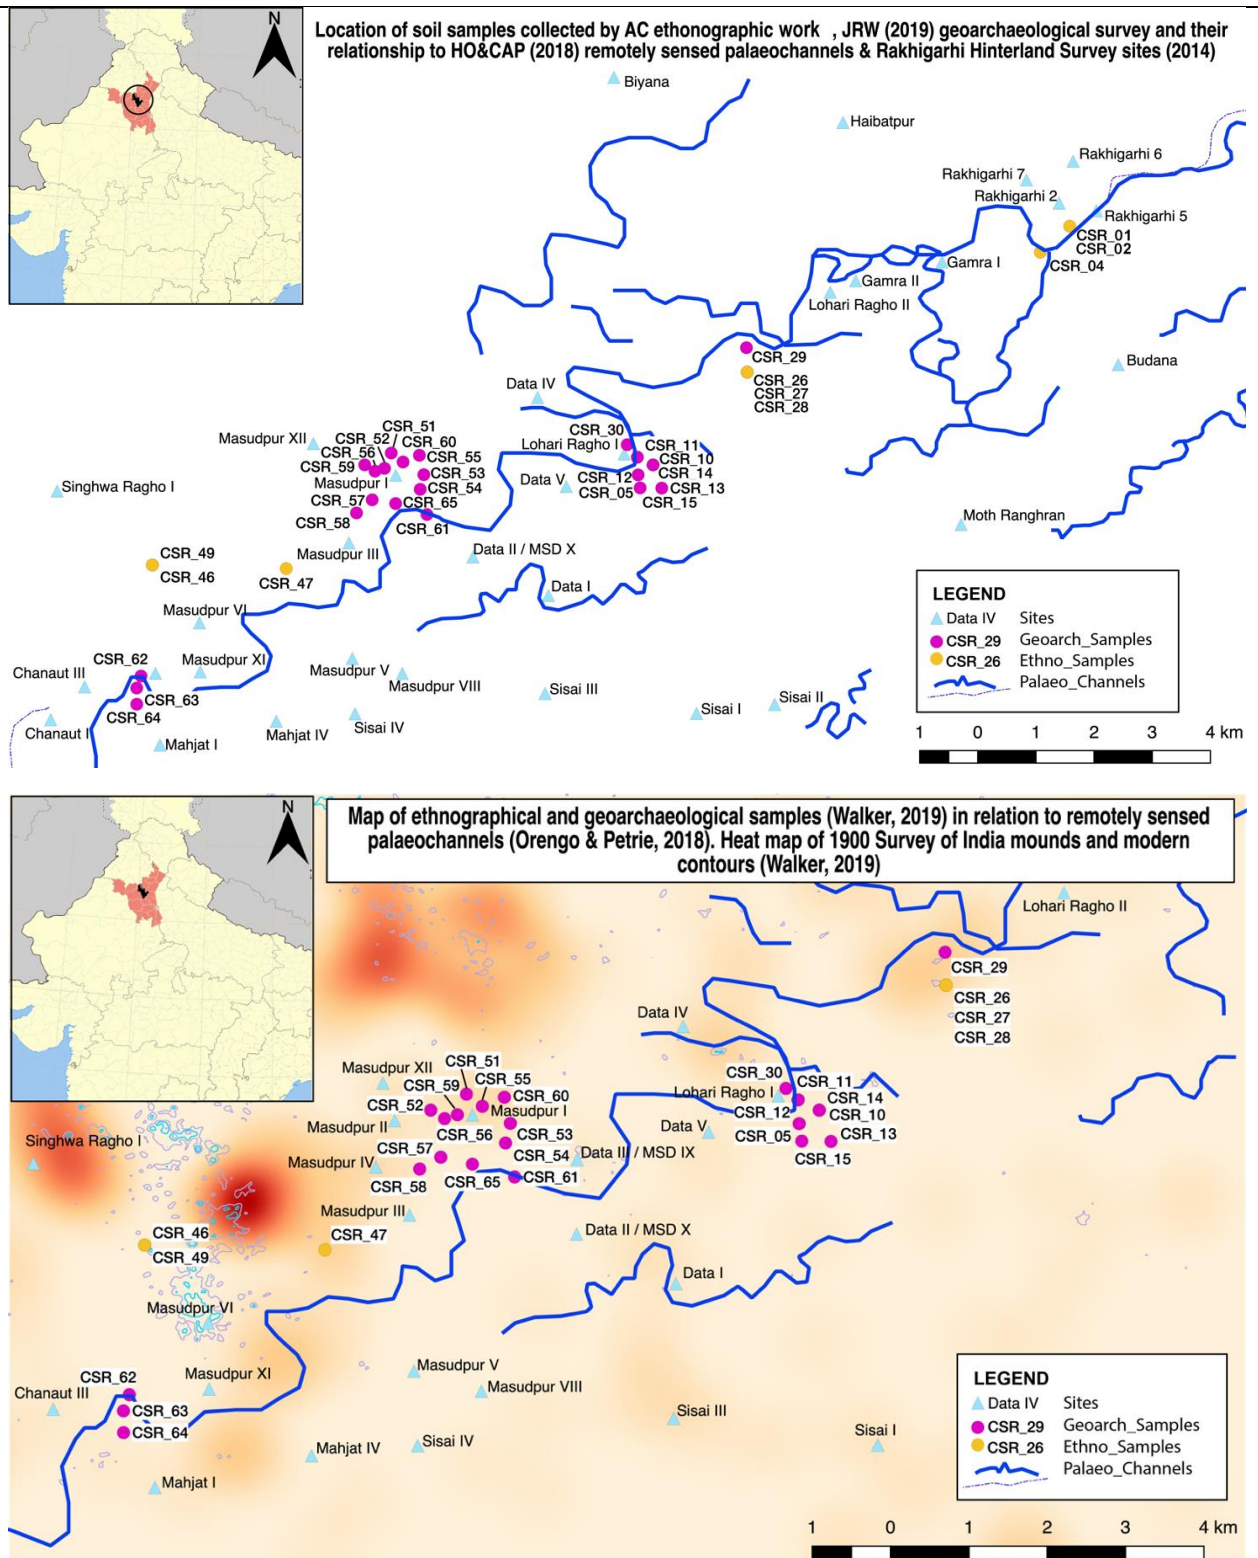 Location of soil samples collected by AC ethonographic work , JRW (2019) geoarchaeological survey and their
relationship to HO&CAP (2018) remotely sensed palaeochannels & Rakhigarhi Hinterland Survey sites (2014)
N
Biyana
Haibatpur
Rakhigarhi 6
Rakhigarhi 7
Rakhigarhi 2
Rakhigarhi 5
CSR_01
CSR_02
CSR_04
Gamra I
Gamra II
Lohari Ragho II
CSR_29
CSR_26
CSR_27
CSR_28
Budana
Data IV
CSR_51
CSR_52
CSR_60
CSR_30
Masudpur XII
CSR_56
CSR_55
Lohari Ragho I
CSR_11
CSR_10
CSR_59
CSR_53
CSR_14
Masudpur I
CSR_54
Data V
CSR_12
CSR_13
CSR_05
Singhwa Ragho I
CSR_57
CSR_65
CSR_15
CSR_58
CSR_61
Moth Ranghran
Masudpur III
Data II / MSD X
CSR_49
CSR_46
CSR_47
Data I
Masudpur VI
CSR_62
Masudpur XI
Chanaut III
Masudpur V
Masudpur VIII
CSR_63
CSR_64
Sisai III
Sisai II
Sisai I
Chanaut I
Mahjat I
Mahjat IV
Sisai IV
LEGEND
Data IV Sites
CSR_29 Geoarch_Samples
CSR_26 Ethno_Samples
Palaeo_Channels
1 0 1 2 3 4 km
N
Map of ethnographical and geoarchaeological samples (Walker, 2019) in relation to remotely sensed
palaeochannels (Orengo & Petrie, 2018). Heat map of 1900 Survey of India mounds and modern
contours (Walker, 2019)
Lohari Ragho II
CSR_29
CSR_26
CSR_27
CSR_28
Data IV
CSR_51
Masudpur XII
CSR_59
CSR_55
CSR_30
CSR_11
CSR_60
Lohari Ragho I
CSR_14
CSR_52
Masudpur I
CSR_12
CSR_10
Masudpur II
CSR_56
CSR_53
Data V
CSR_05
CSR_13
Singhwa Ragho I
CSR_57
CSR_54
Data III / MSD IX
CSR_15
Masudpur IV
CSR_58
CSR_65
CSR_61
Masudpur III
CSR_46
CSR_47
Data II / MSD X
CSR_49
Data I
Masudpur VI
CSR_62
Masudpur XI
Masudpur V
Chanaut III
Masudpur VIII
CSR_63
CSR_64
Sisai III
Sisai I
Mahjat IV
Sisai IV
Mahjat I
LEGEND
Data IV Sites
CSR_29 Geoarch_Samples
CSR_26 Ethno_Samples
Palaeo_Channels
1 0 1 2 3 4 km